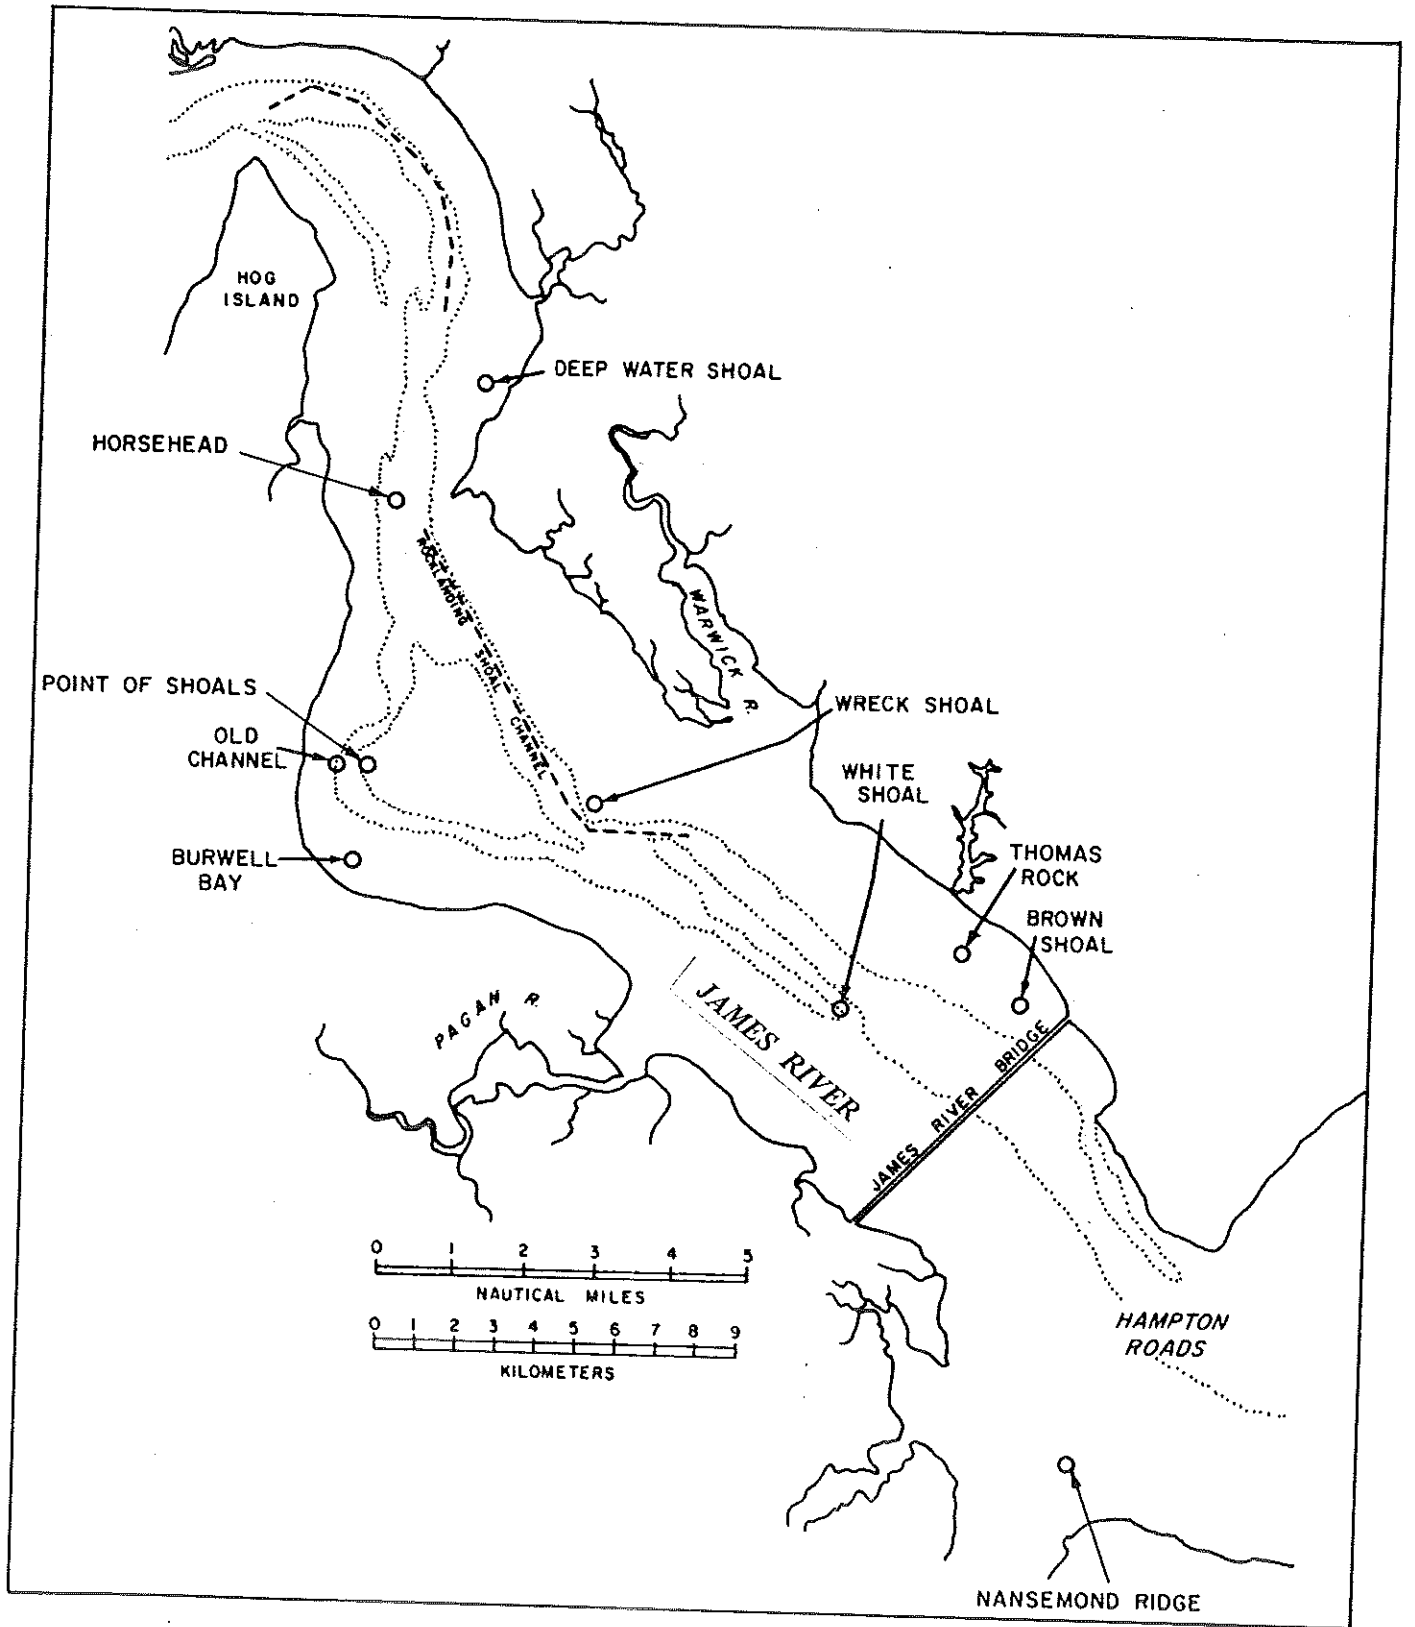 HOG
ISLAND
DEEP WATER SHOAL
HORSEHEAD
ROCKLANDING
SHOAL
CHANNEL
WARWICK R.
POINT OF SHOALS
OLD
CHANNEL
WRECK SHOAL
WHITE
SHOAL
BURWELL
BAY
THOMAS
ROCK
BROWN
SHOAL
PAGAN R.
JAMES RIVER
JAMES RIVER BRIDGE
0 1 2 3 4 5
NAUTICAL MILES
0 1 2 3 4 5 6 7 8 9
KILOMETERS
HAMPTON
ROADS
NANSEMOND RIDGE